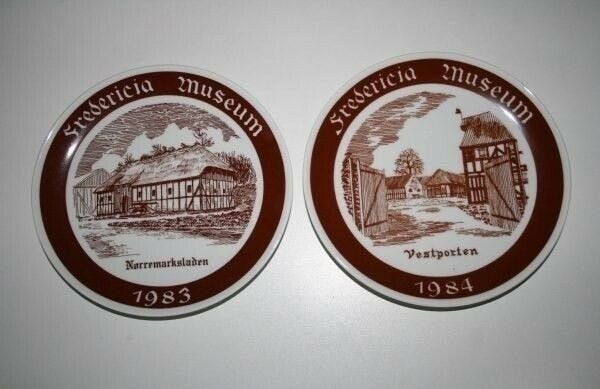 Fredericia Museum
Nørremarksladen
1983
Fredericia Museum
Vestporten
1984